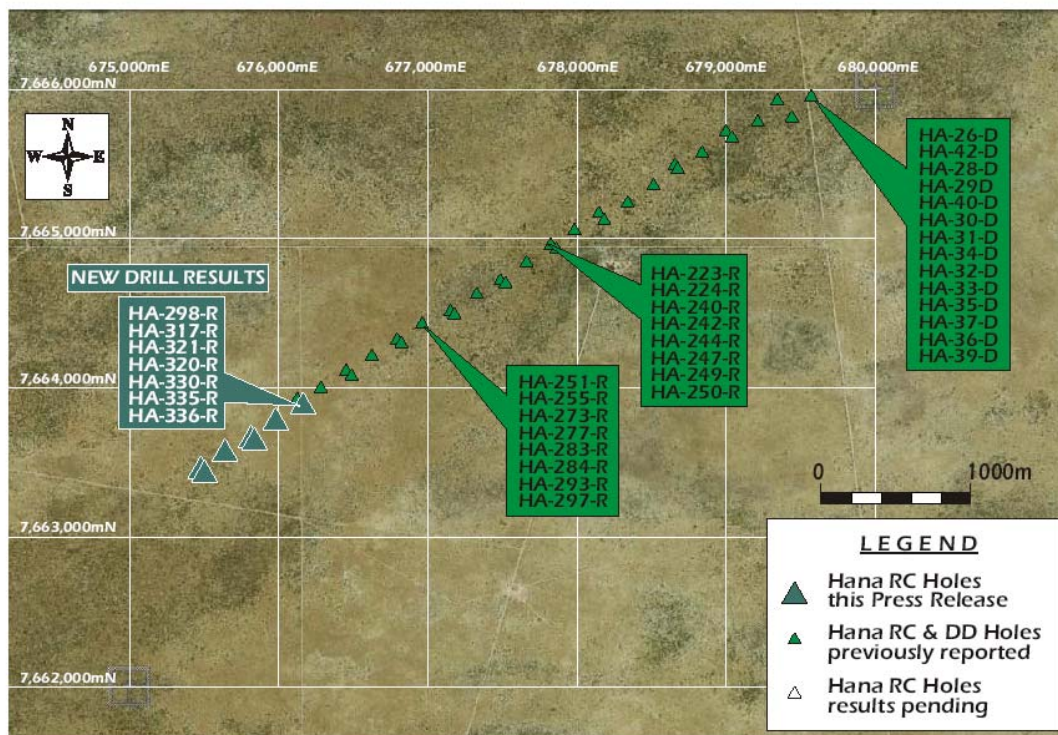 675,000mE
676,000mE
677,000mE
678,000mE
679,000mE
680,000mE
7,666,000mN
N
W
E
S
7,665,000mN
NEW DRILL RESULTS
HA-298-R
HA-317-R
HA-321-R
HA-320-R
HA-330-R
HA-335-R
HA-336-R
7,664,000mN
7,663,000mN
7,662,000mN
HA-251-R
HA-255-R
HA-273-R
HA-277-R
HA-283-R
HA-284-R
HA-293-R
HA-297-R
HA-223-R
HA-224-R
HA-240-R
HA-242-R
HA-244-R
HA-247-R
HA-249-R
HA-250-R
HA-26-D
HA-42-D
HA-28-D
HA-29D
HA-40-D
HA-30-D
HA-31-D
HA-34-D
HA-32-D
HA-33-D
HA-35-D
HA-37-D
HA-36-D
HA-39-D
0
1000m
LEGEND
Hana RC Holes
this Press Release
Hana RC & DD Holes
previously reported
Hana RC Holes
results pending